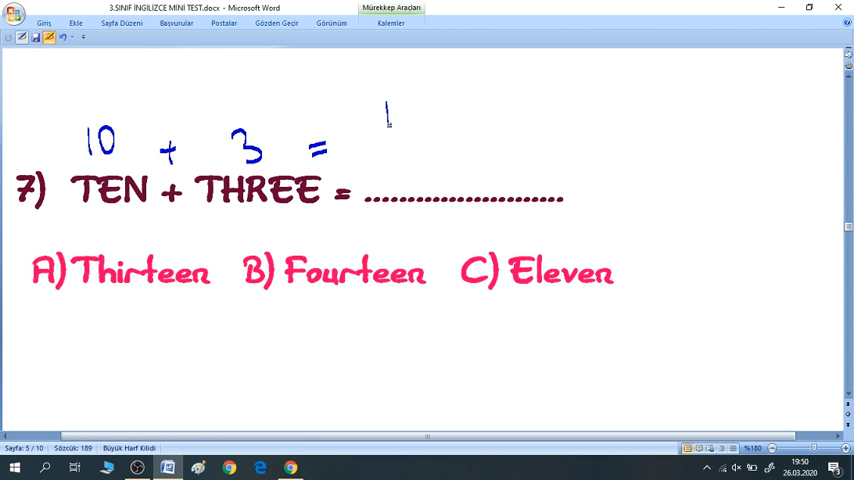 3.SINIF İNGİLİZCE MİNİ TEST.docx - Microsoft Word
Mürekkep Araçları
Giriş Ekle Sayfa Düzeni Başvurular Postalar Gözden Geçir Görünüm Kalemler
10 + 3 = 1
7) TEN + THREE = ........................
A) Thirteen B) Fourteen C) Eleven
Sayfa: 5 / 10 Sözcük: 189 Büyük Harf Kilidi %180
19:50
26.03.2020